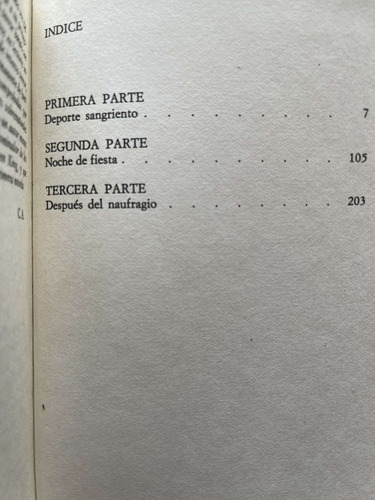 INDICE
PRIMERA PARTE
Deporte sangriento . . . . . . . . . 7
SEGUNDA PARTE
Noche de fiesta . . . . . . . . . . 105
TERCERA PARTE
Después del naufragio . . . . . . . . 203
C.A.